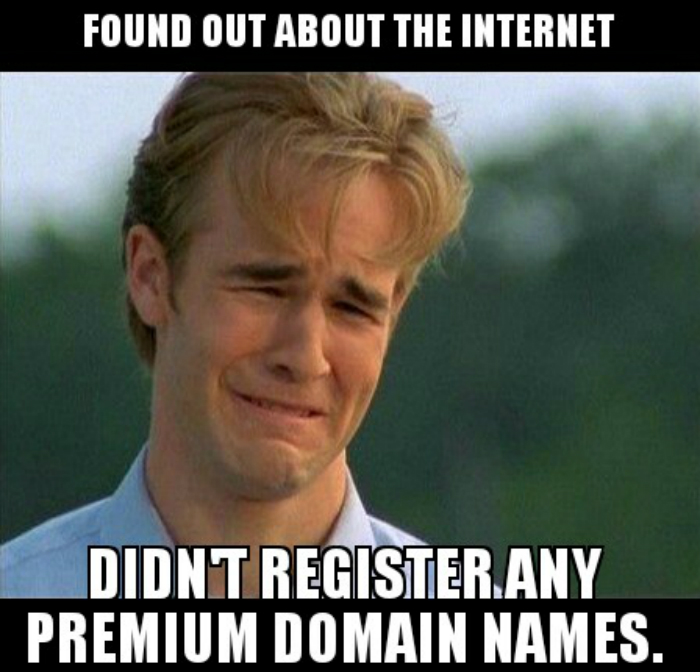 FOUND OUT ABOUT THE INTERNET
DIDN'T REGISTER ANY
PREMIUM DOMAIN NAMES.